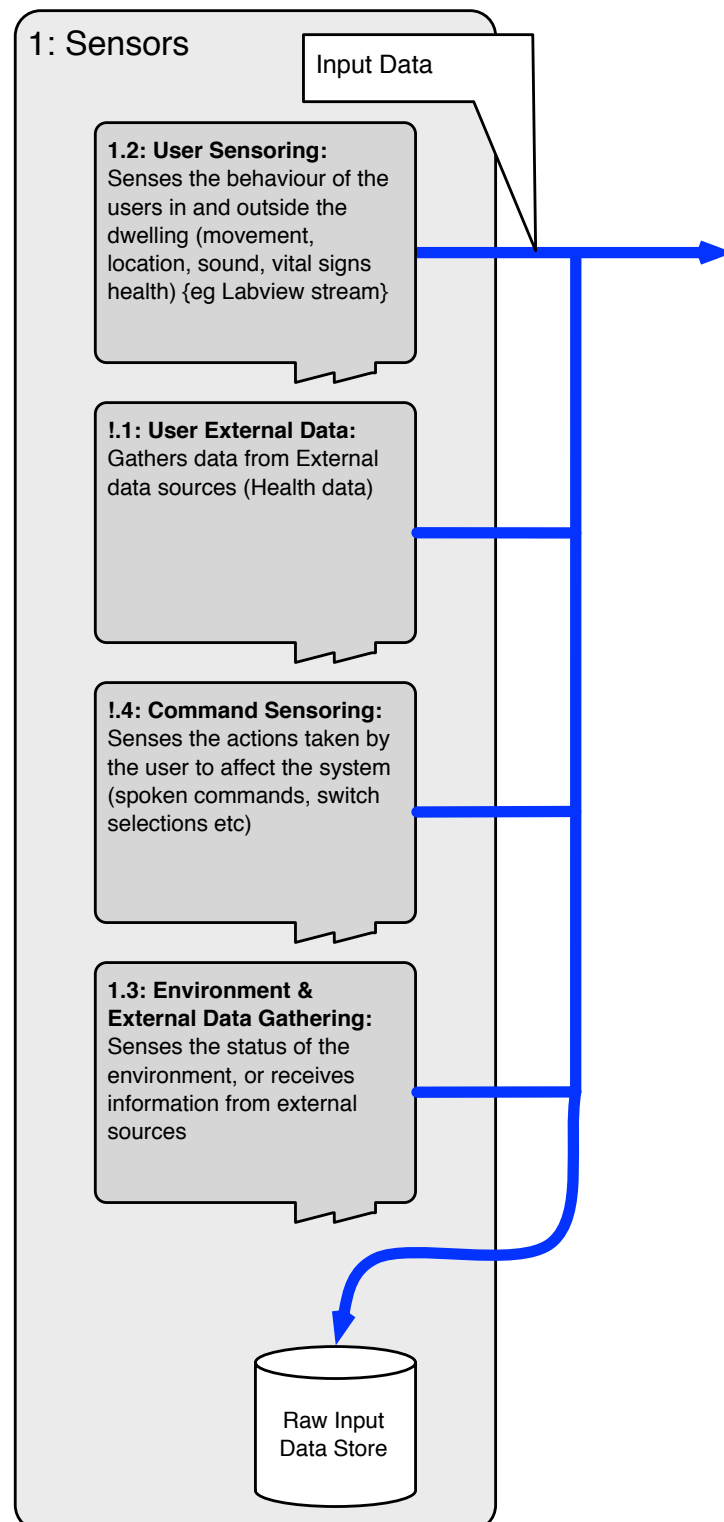 1: Sensors
Input Data
1.2: User Sensoring:
Senses the behaviour of the
users in and outside the
dwelling (movement,
location, sound, vital signs
health) {eg Labview stream}
!.1: User External Data:
Gathers data from External
data sources (Health data)
!.4: Command Sensoring:
Senses the actions taken by
the user to affect the system
(spoken commands, switch
selections etc)
1.3: Environment &
External Data Gathering:
Senses the status of the
environment, or receives
information from external
sources
Raw Input
Data Store